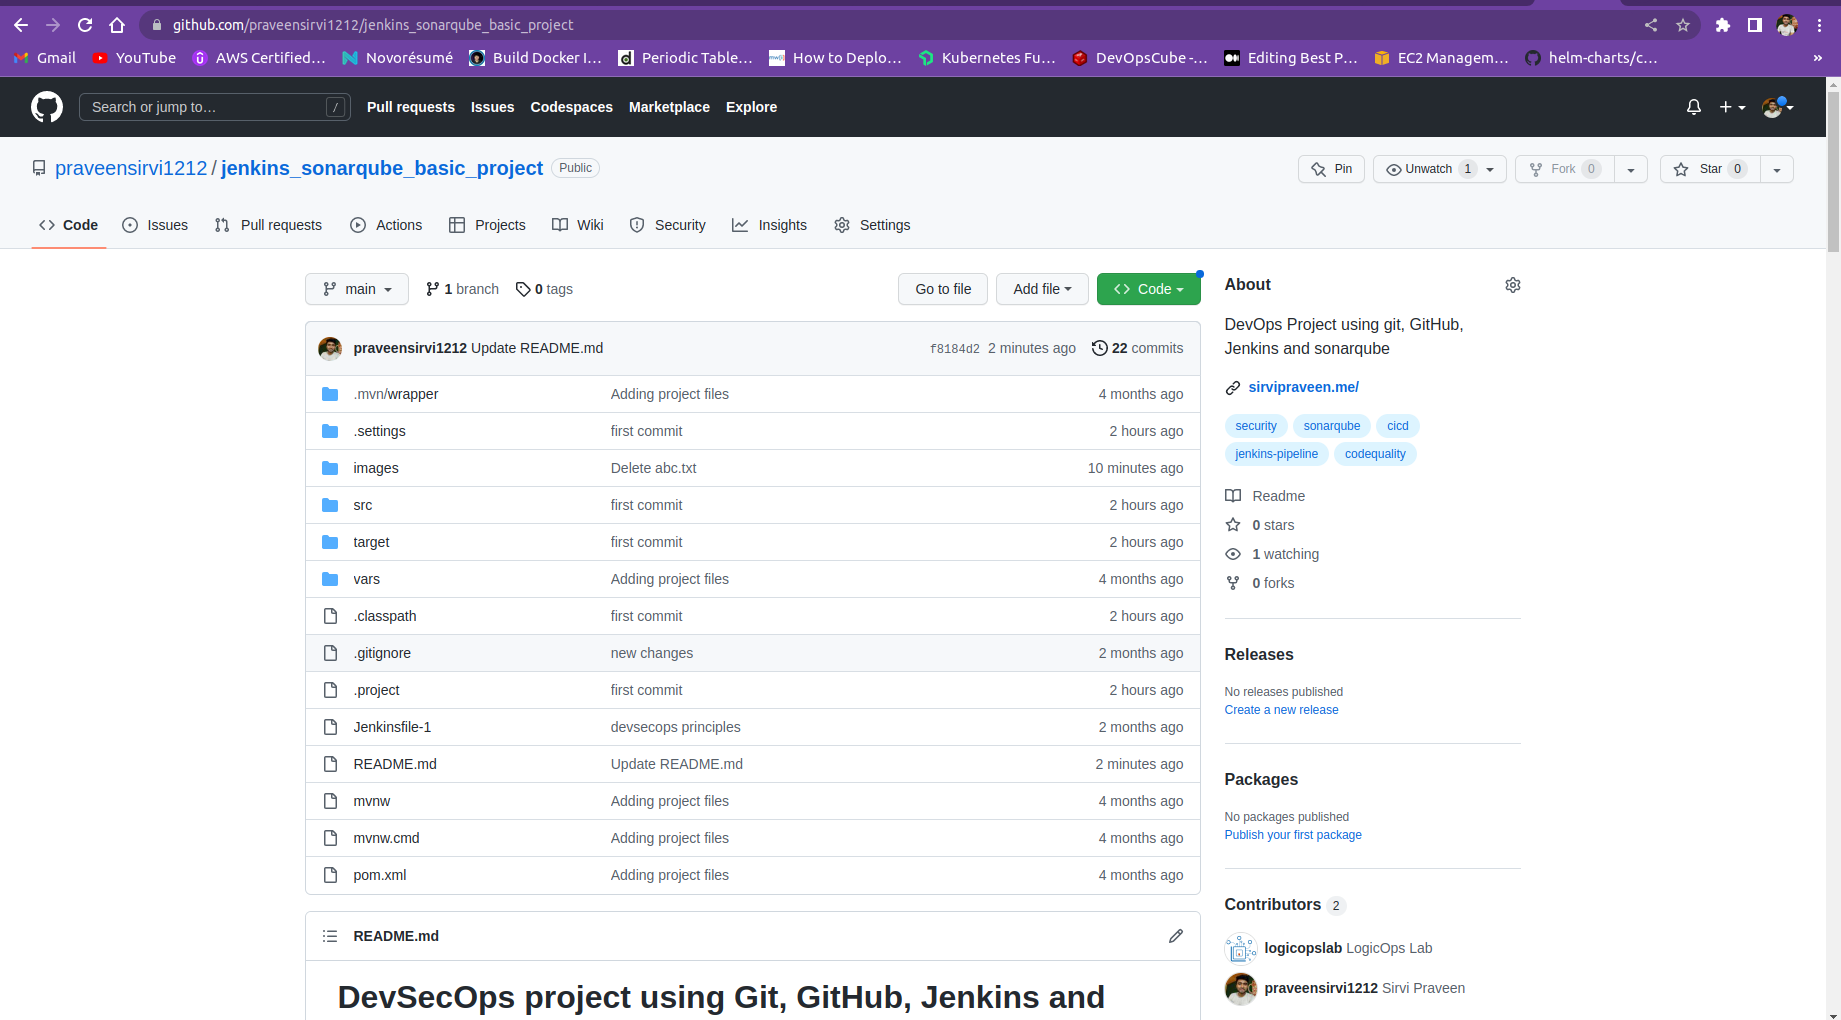 github.com/praveensirvi1212/jenkins_sonarqube_basic_project
Gmail YouTube AWS Certified... Novorésumé Build Docker I... Periodic Table... How to Deplo... Kubernetes Fu... DevOpsCube -... Editing Best P... EC2 Managem... helm-charts/c... »
Search or jump to... / Pull requests Issues Codespaces Marketplace Explore
praveensirvi1212 / jenkins_sonarqube_basic_project Public Pin Unwatch 1 Fork 0 Star 0
Code Issues Pull requests Actions Projects Wiki Security Insights Settings
main 1 branch 0 tags Go to file Add file Code
praveensirvi1212 Update README.md f8184d2 2 minutes ago 22 commits
.mvn/wrapper Adding project files 4 months ago
.settings first commit 2 hours ago
images Delete abc.txt 10 minutes ago
src first commit 2 hours ago
target first commit 2 hours ago
vars Adding project files 4 months ago
.classpath first commit 2 hours ago
.gitignore new changes 2 months ago
.project first commit 2 hours ago
Jenkinsfile-1 devsecops principles 2 months ago
README.md Update README.md 2 minutes ago
mvnw Adding project files 4 months ago
mvnw.cmd Adding project files 4 months ago
pom.xml Adding project files 4 months ago
README.md
DevSecOps project using Git, GitHub, Jenkins and
About
DevOps Project using git, GitHub,
Jenkins and sonarqube
sirvipraveen.me/
security sonarqube cicd
jenkins-pipeline codequality
Readme
0 stars
1 watching
0 forks
Releases
No releases published
Create a new release
Packages
No packages published
Publish your first package
Contributors 2
logicopslab LogicOps Lab
praveensirvi1212 Sirvi Praveen